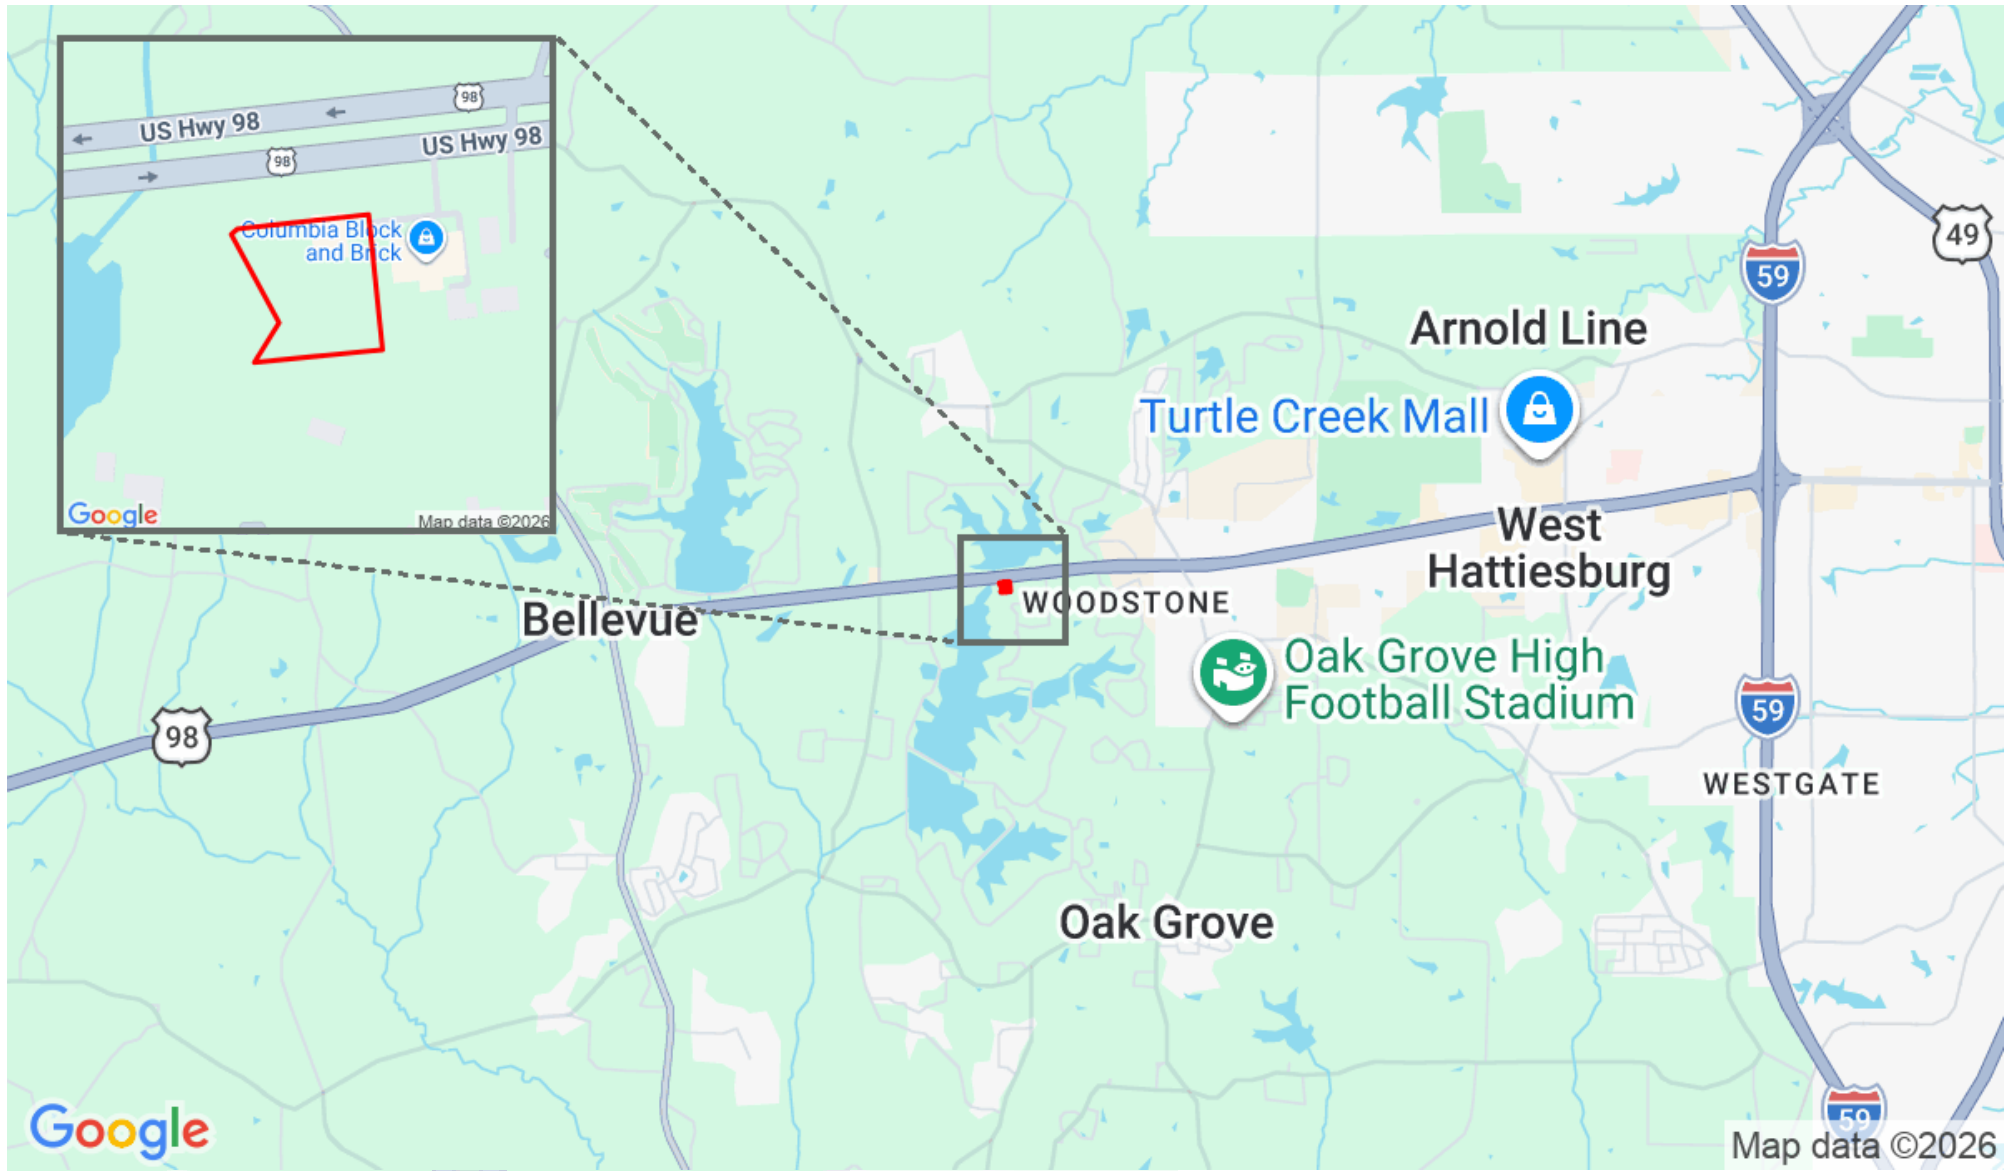 98
US Hwy 98
US Hwy 98
98
Columbia Block
and Brick
Google
Map data ©2026
49
59
Arnold Line
Turtle Creek Mall
West
Hattiesburg
WOODSTONE
Bellevue
Oak Grove High
Football Stadium
59
98
WESTGATE
Oak Grove
59
Google
Map data ©2026